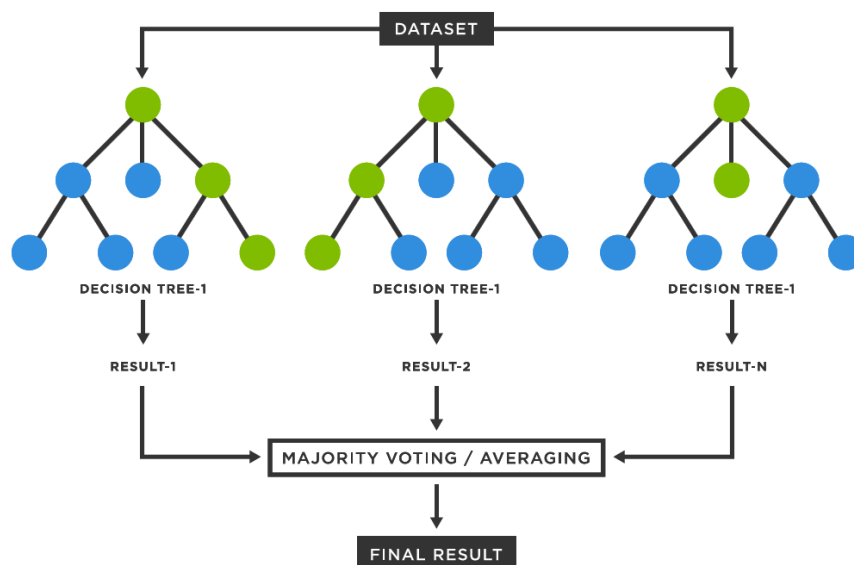 DATASET
DECISION TREE-1
DECISION TREE-1
DECISION TREE-1
RESULT-1
RESULT-2
RESULT-N
MAJORITY VOTING / AVERAGING
FINAL RESULT